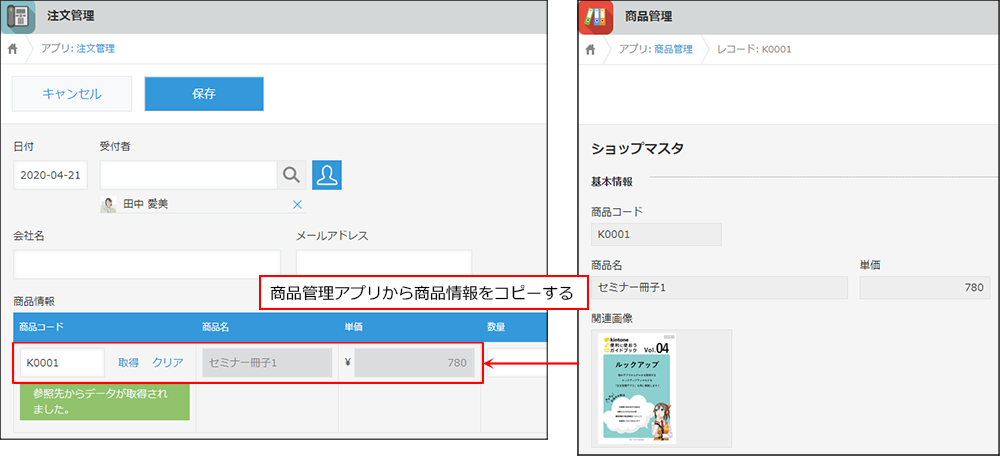 注文管理
アプリ: 注文管理
キャンセル
保存
日付
受付者
2020-04-21
田中 愛美
会社名
メールアドレス
商品情報
商品コード
商品名
単価
数量
K0001
取得
クリア
セミナー冊子1
¥
780
参照先からデータが取得され
ました。
商品管理アプリから商品情報をコピーする
商品管理
アプリ: 商品管理
レコード: K0001
ショップマスタ
基本情報
商品コード
K0001
商品名
単価
セミナー冊子1
780
関連画像
kintone
便利に使おう
ガイドブック
Vol.04
ルックアップ